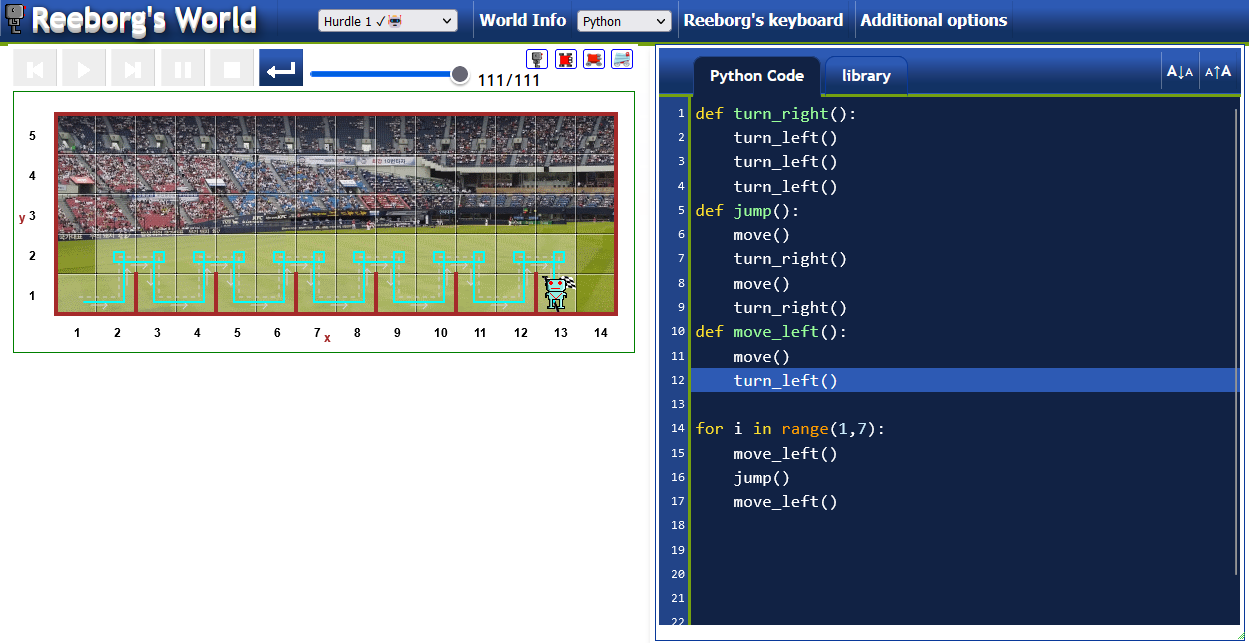 Reeborg's World
Hurdle 1 ✓
World Info
Python
Reeborg's keyboard
Additional options
111/111
Python Code
library
A↓A
A↑A
5
4
y 3
2
1
1 2 3 4 5 6 7 8 9 10 11 12 13 14
x
1 def turn_right():
2     turn_left()
3     turn_left()
4     turn_left()
5 def jump():
6     move()
7     turn_right()
8     move()
9     turn_right()
10 def move_left():
11     move()
12     turn_left()
13
14 for i in range(1,7):
15     move_left()
16     jump()
17     move_left()
18
19
20
21
22